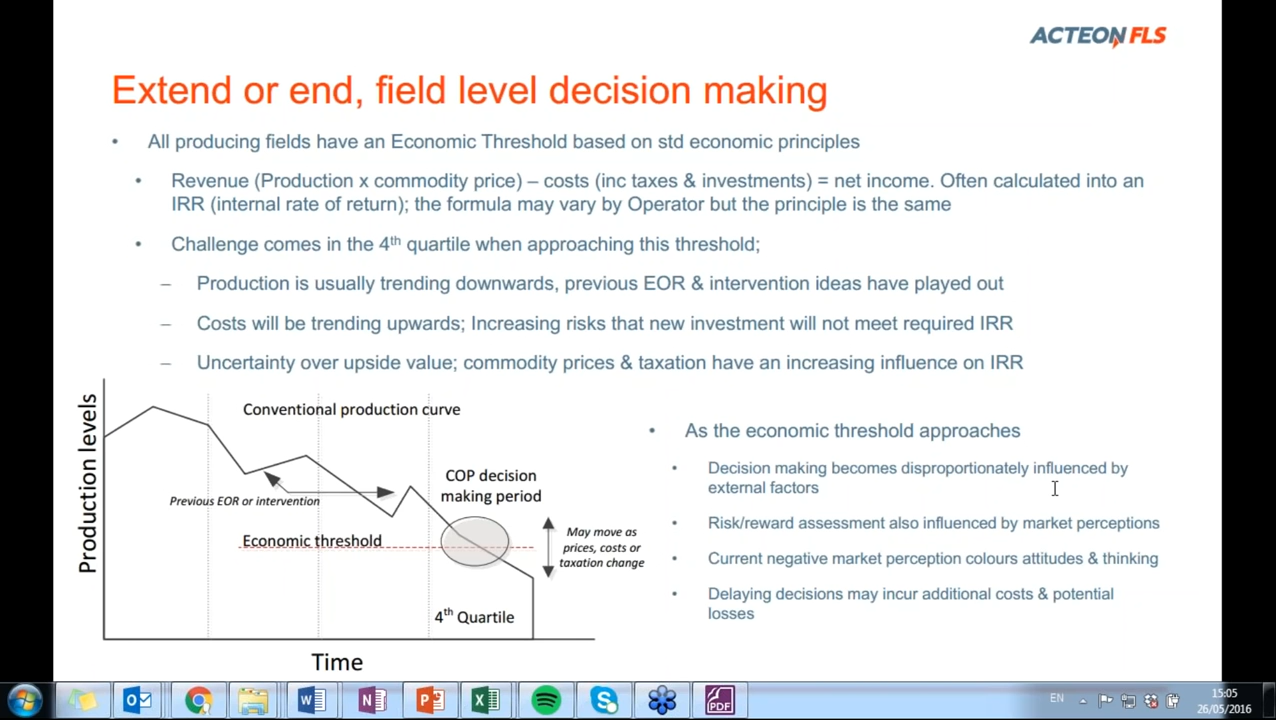 ACTEON FLS
Extend or end, field level decision making
• All producing fields have an Economic Threshold based on std economic principles
• Revenue (Production x commodity price) – costs (inc taxes & investments) = net income. Often calculated into an
IRR (internal rate of return); the formula may vary by Operator but the principle is the same
• Challenge comes in the 4th quartile when approaching this threshold;
– Production is usually trending downwards, previous EOR & intervention ideas have played out
– Costs will be trending upwards; Increasing risks that new investment will not meet required IRR
– Uncertainty over upside value; commodity prices & taxation have an increasing influence on IRR
Production levels
Conventional production curve
Previous EOR or intervention
COP decision
making period
Economic threshold
May move as
prices, costs or
taxation change
4th Quartile
Time
• As the economic threshold approaches
• Decision making becomes disproportionately influenced by
external factors
• Risk/reward assessment also influenced by market perceptions
• Current negative market perception colours attitudes & thinking
• Delaying decisions may incur additional costs & potential
losses
PDF
EN
15:05
26/05/2016